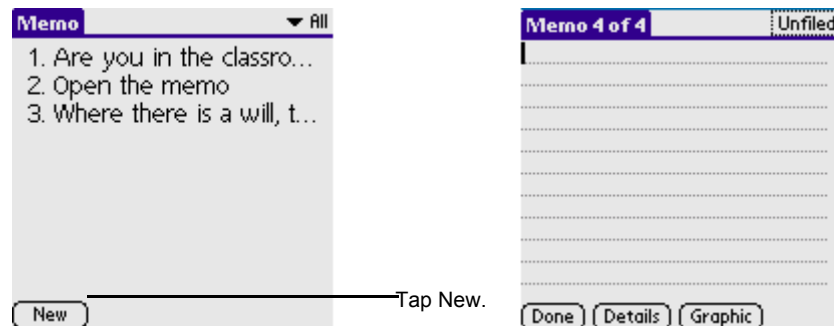 Memo All
1. Are you in the classro...
2. Open the memo
3. Where there is a will, t...
New
Tap New.
Memo 4 of 4 Unfiled
Done Details Graphic